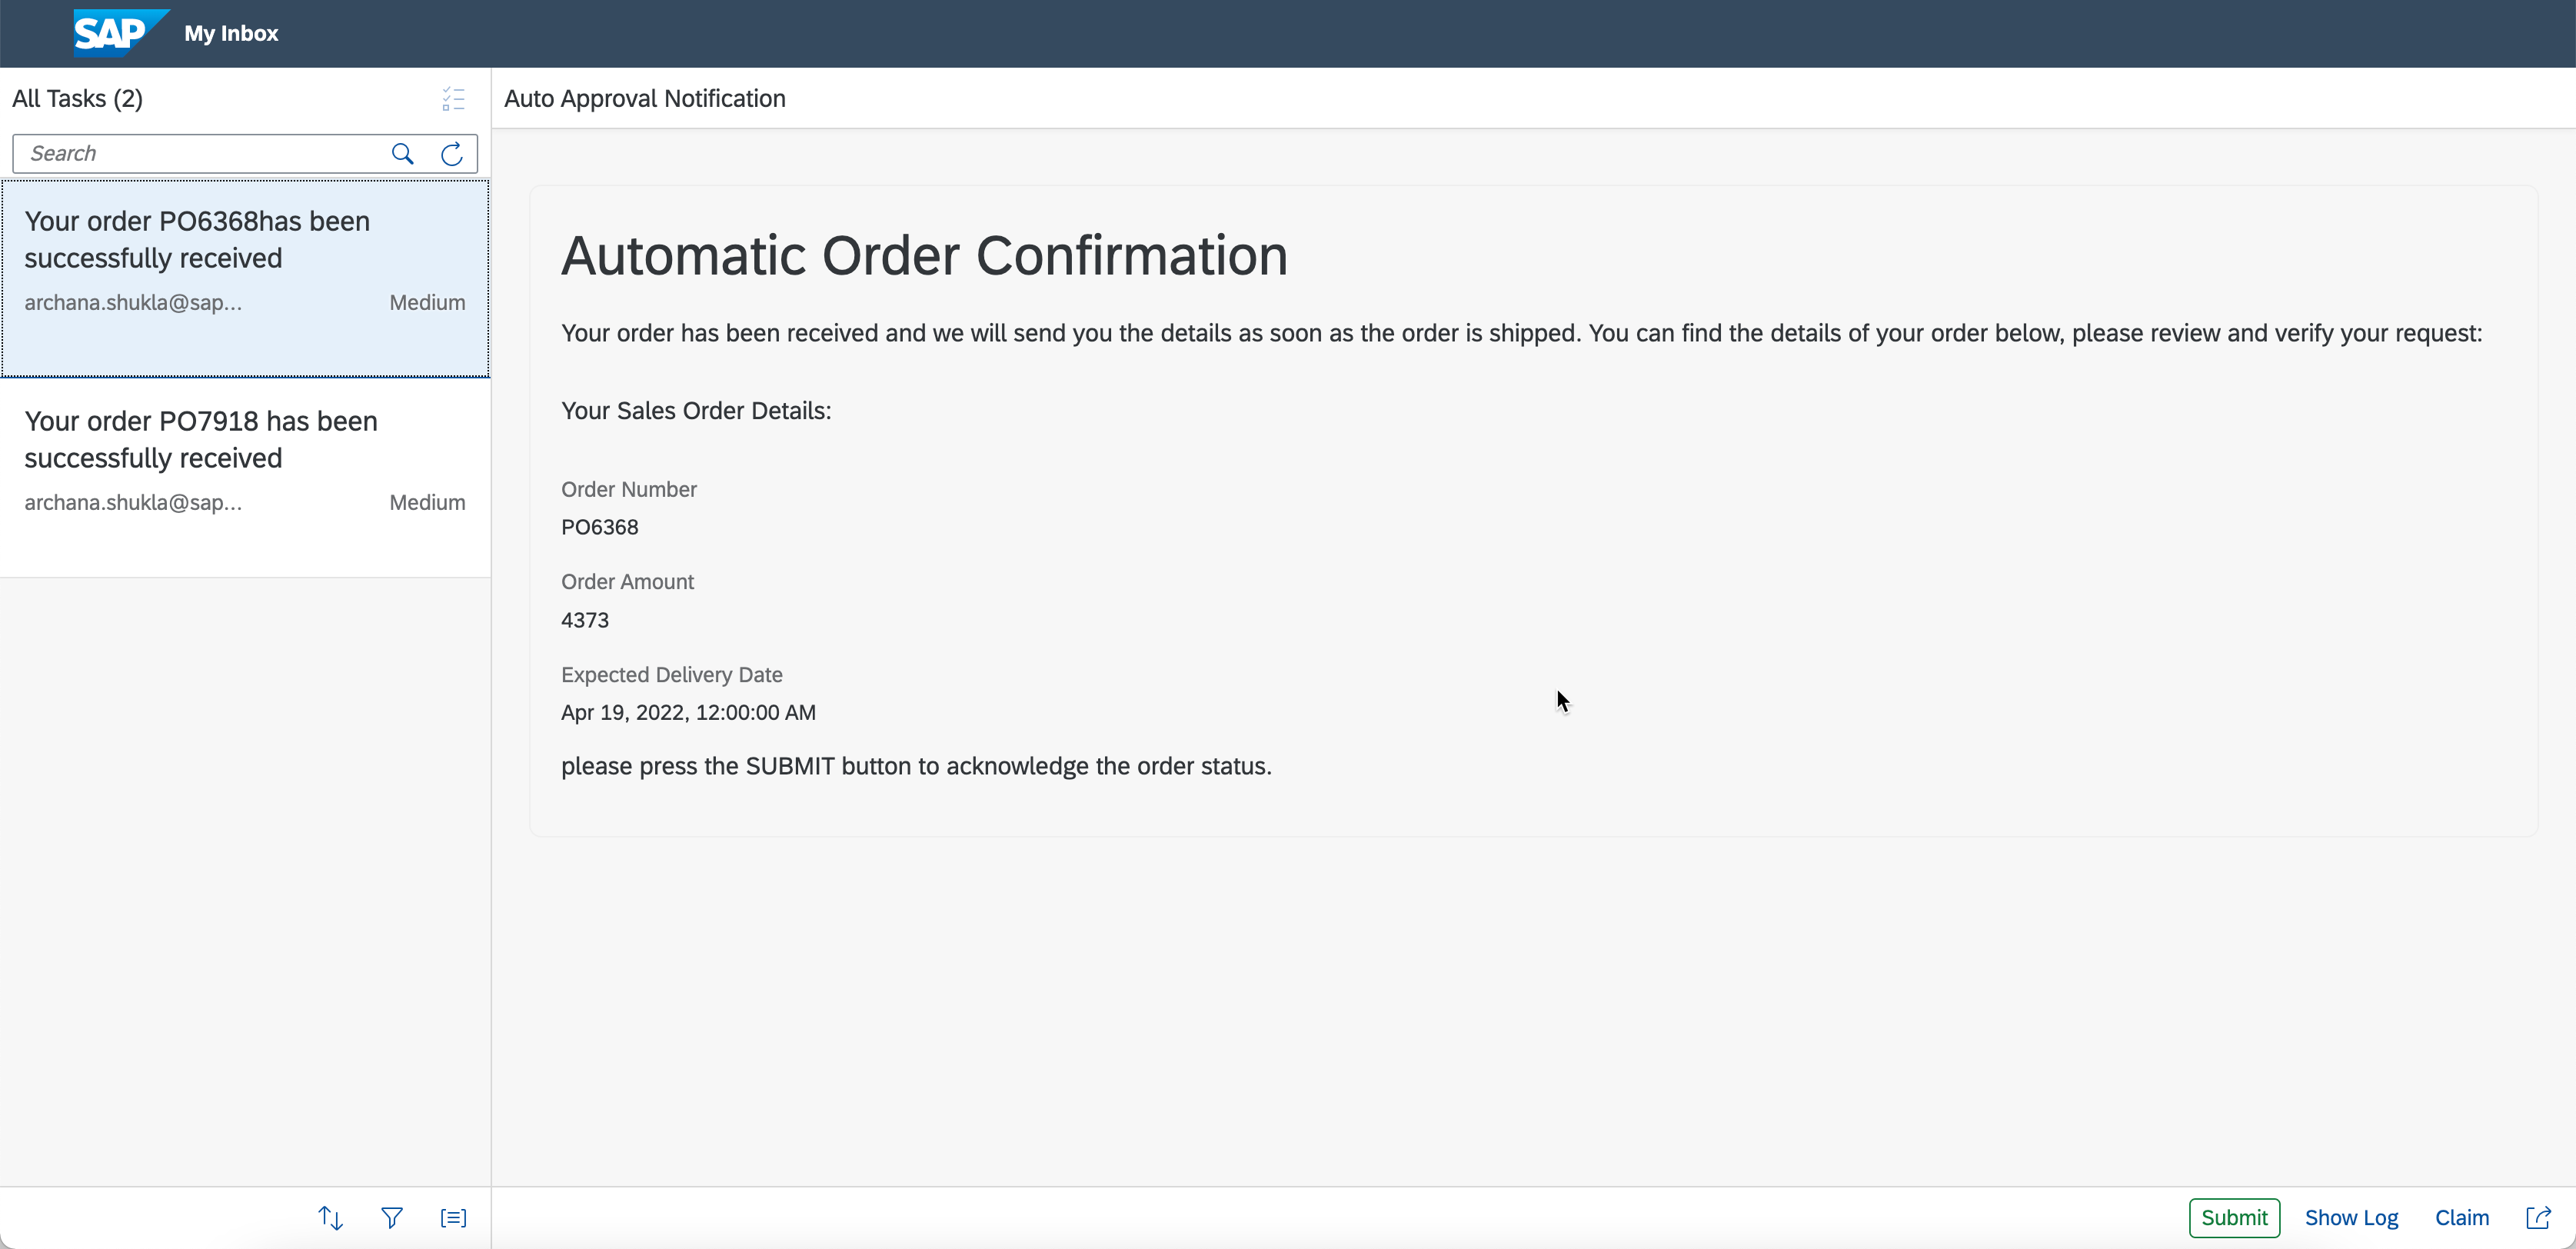 SAP My Inbox
All Tasks (2)
Search
Your order PO6368has been
successfully received
archana.shukla@sap... Medium
Your order PO7918 has been
successfully received
archana.shukla@sap... Medium
Auto Approval Notification
Automatic Order Confirmation
Your order has been received and we will send you the details as soon as the order is shipped. You can find the details of your order below, please review and verify your request:
Your Sales Order Details:
Order Number
PO6368
Order Amount
4373
Expected Delivery Date
Apr 19, 2022, 12:00:00 AM
please press the SUBMIT button to acknowledge the order status.
Submit Show Log Claim